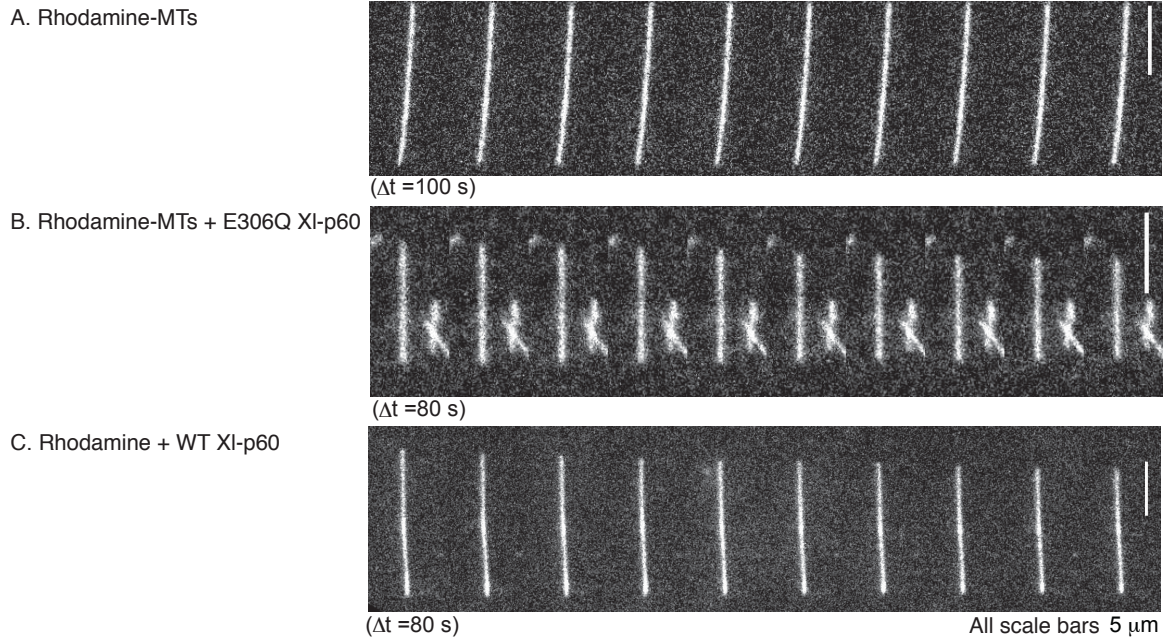 A. Rhodamine-MTs
(Δt =100 s)
B. Rhodamine-MTs + E306Q Xl-p60
(Δt =80 s)
C. Rhodamine + WT Xl-p60
(Δt =80 s)
All scale bars 5 μm